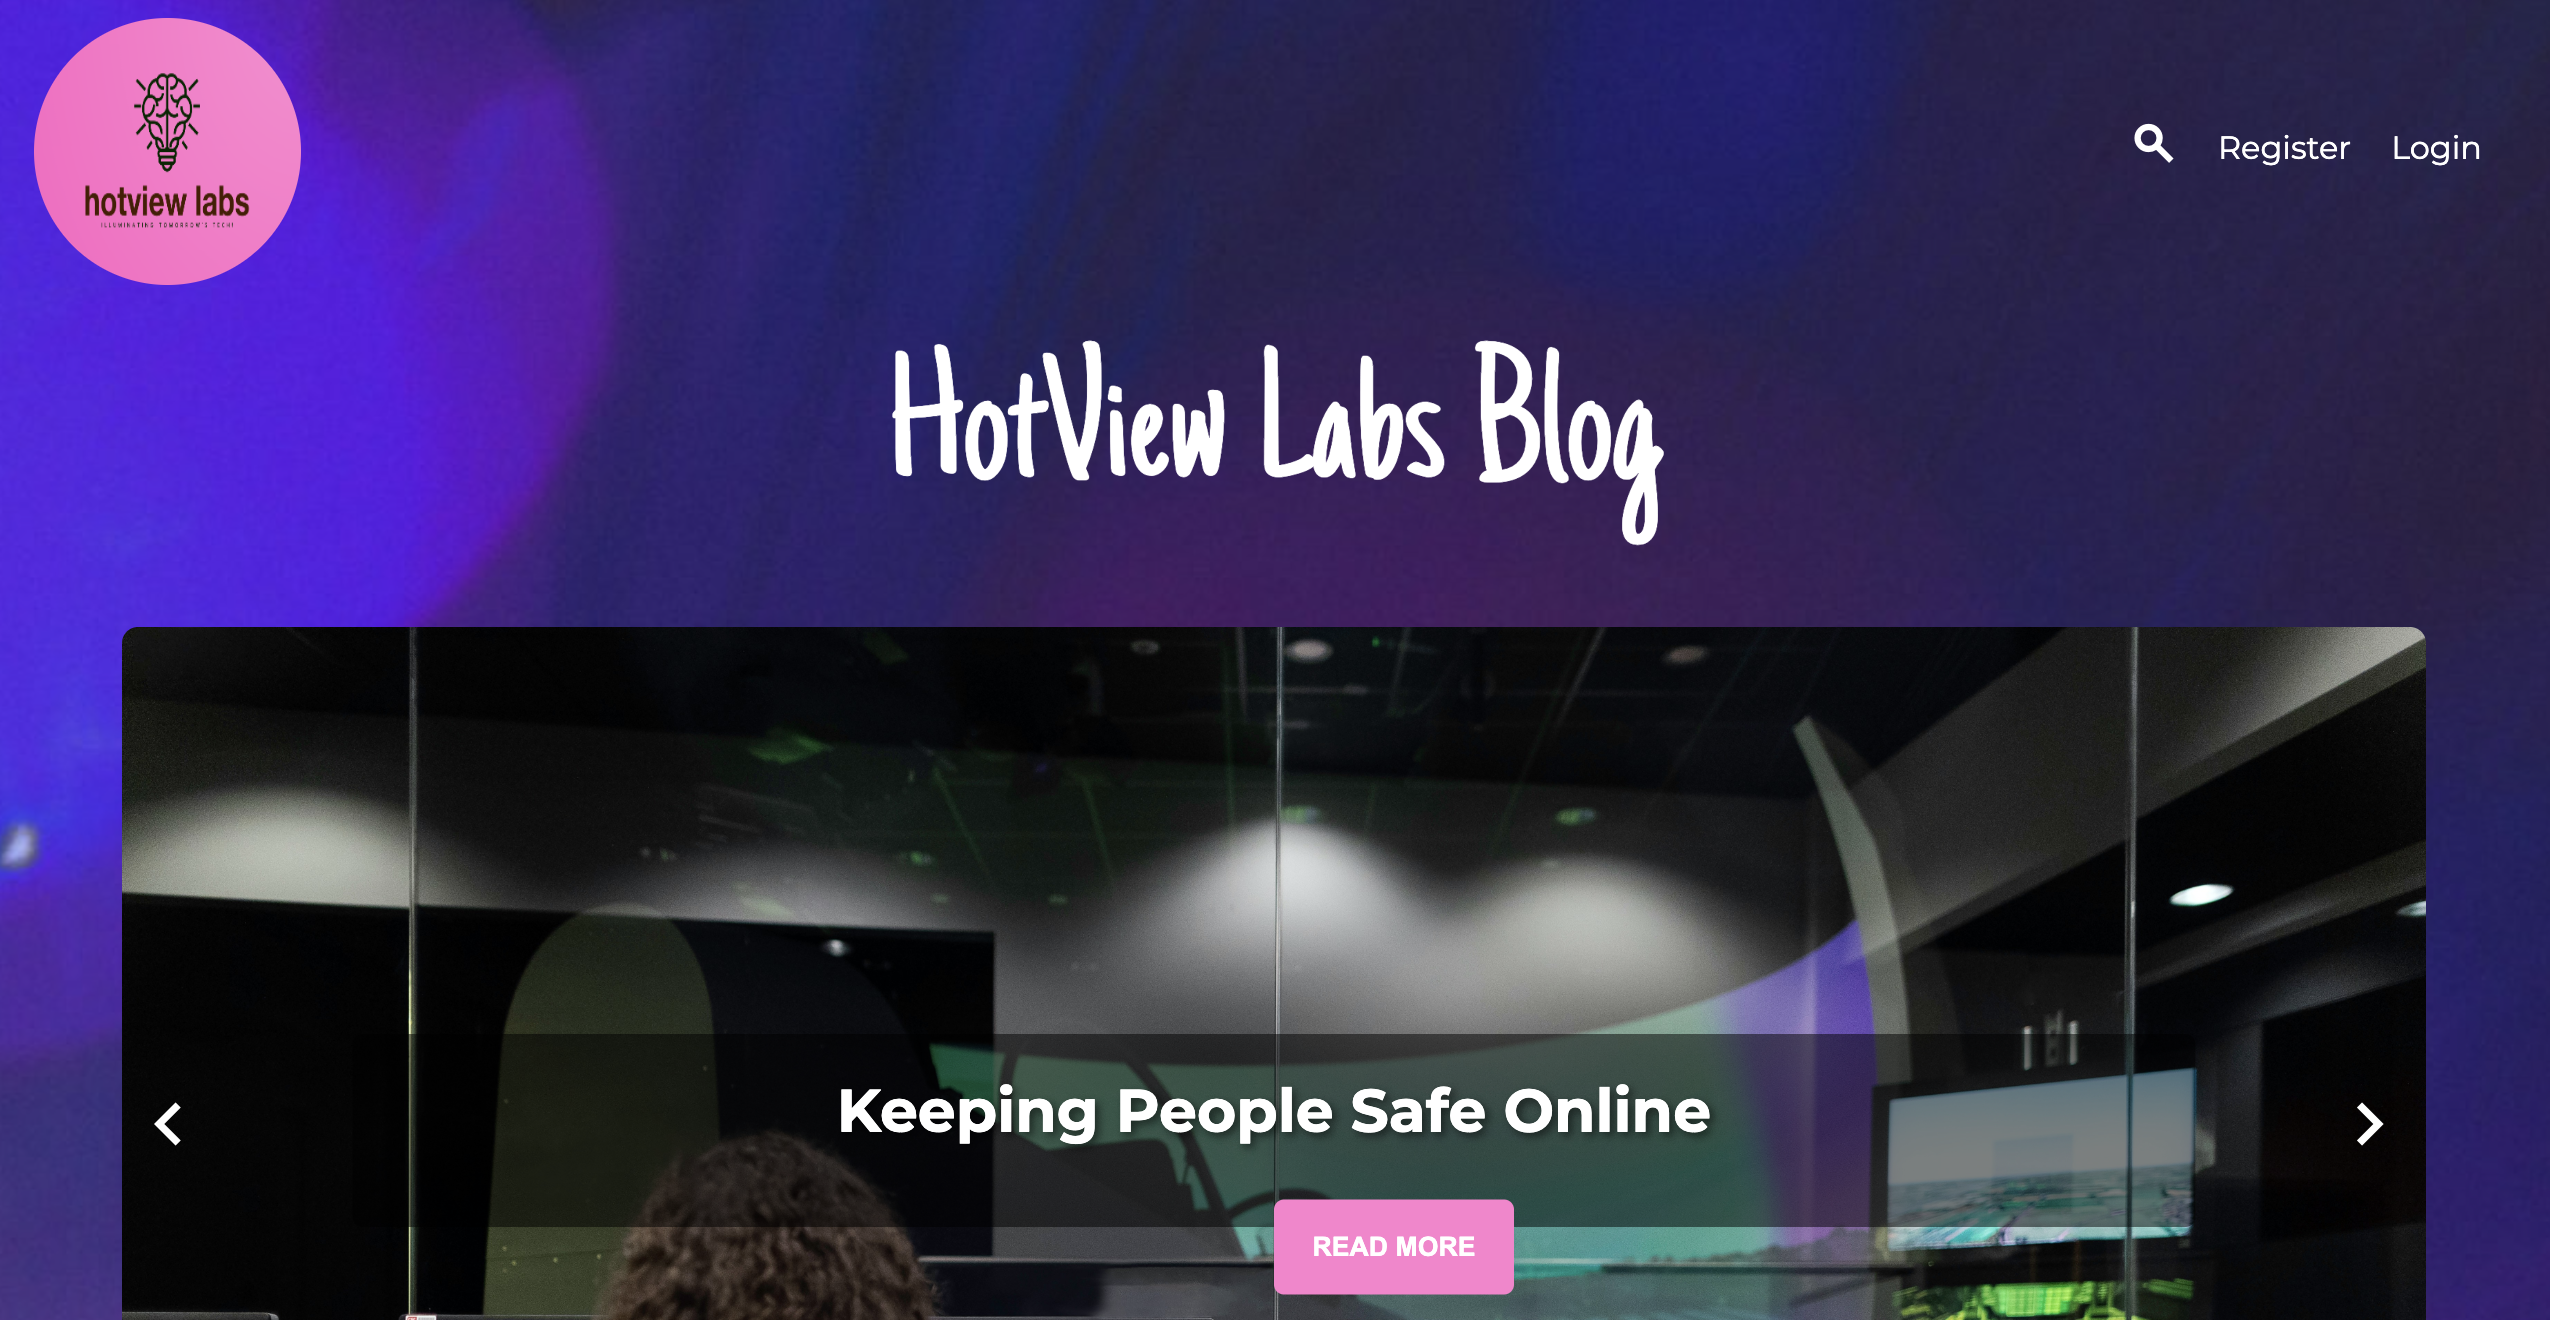 hotview labs
ILLUMINATING TOMORROW'S TECH!
Register Login
HotView Labs Blog
Keeping People Safe Online
READ MORE